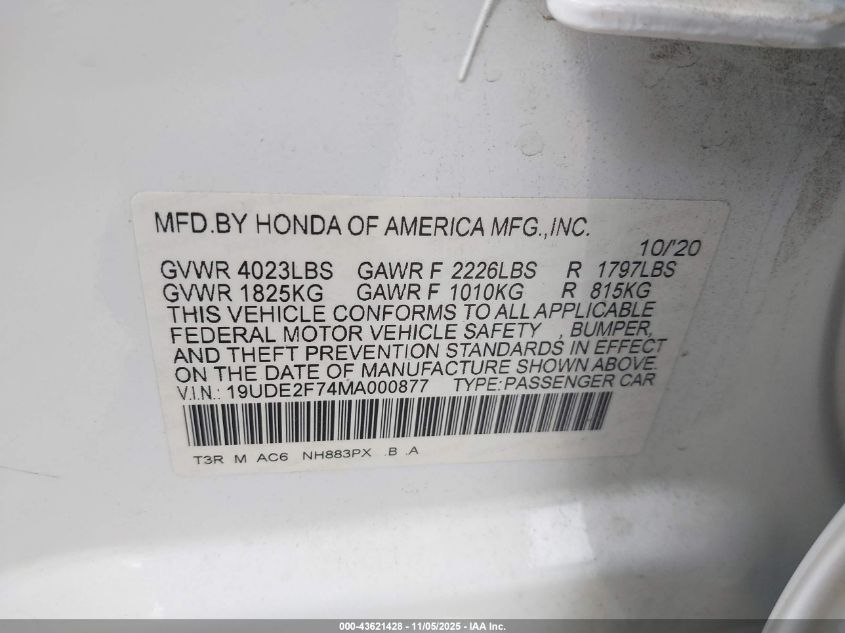 MFD.BY HONDA OF AMERICA MFG.,INC.
10/'20
GVWR 4023LBS GAWR F 2226LBS R 1797LBS
GVWR 1825KG GAWR F 1010KG R 815KG
THIS VEHICLE CONFORMS TO ALL APPLICABLE
FEDERAL MOTOR VEHICLE SAFETY , BUMPER,
AND THEFT PREVENTION STANDARDS IN EFFECT
ON THE DATE OF MANUFACTURE SHOWN ABOVE.
V.I.N.: 19UDE2F74MA000877 TYPE:PASSENGER CAR
T3R M AC6 NH883PX .B .A
000-43621428 - 11/05/2025 - IAA Inc.